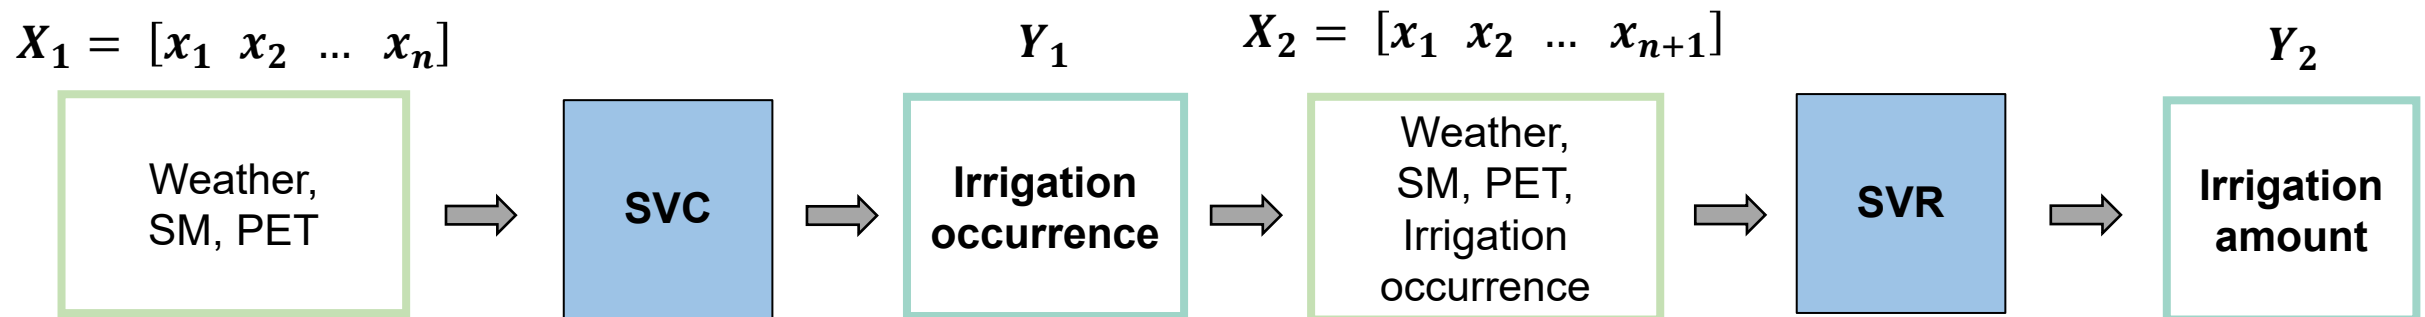 X₁ = [x₁ x₂ … xₙ]
Weather,
SM, PET
SVC
Y₁
Irrigation
occurrence
X₂ = [x₁ x₂ … xₙ₊₁]
Weather,
SM, PET,
Irrigation
occurrence
SVR
Y₂
Irrigation
amount